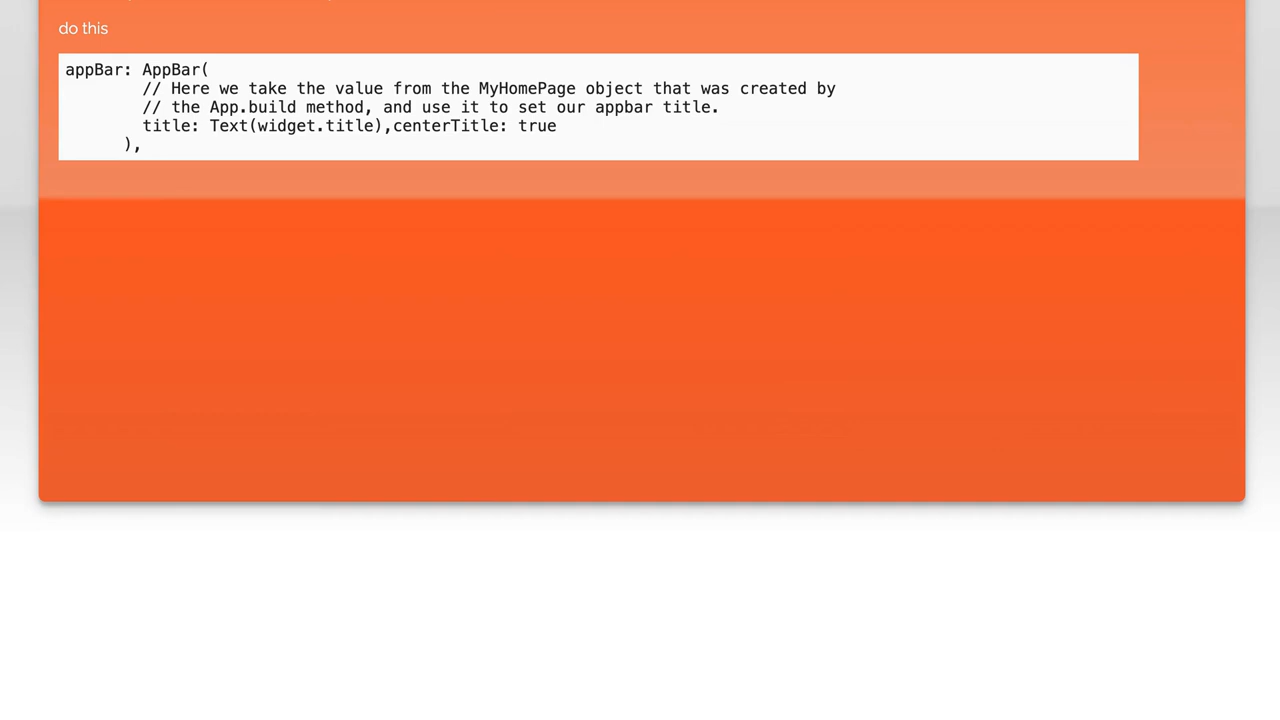 do this
appBar: AppBar(
        // Here we take the value from the MyHomePage object that was created by
        // the App.build method, and use it to set our appbar title.
        title: Text(widget.title),centerTitle: true
      ),